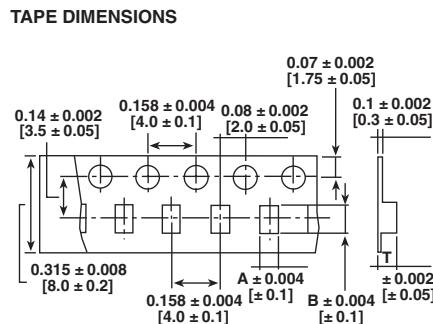 TAPE DIMENSIONS
0.07 ± 0.002
[1.75 ± 0.05]
0.14 ± 0.002
[3.5 ± 0.05]
0.158 ± 0.004
[4.0 ± 0.1]
0.08 ± 0.002
[2.0 ± 0.05]
0.1 ± 0.002
[0.3 ± 0.05]
T
0.315 ± 0.008
[8.0 ± 0.2]
0.158 ± 0.004
[4.0 ± 0.1]
A ± 0.004
[± 0.1]
B ± 0.004
[± 0.1]
± 0.002
[± 0.05]